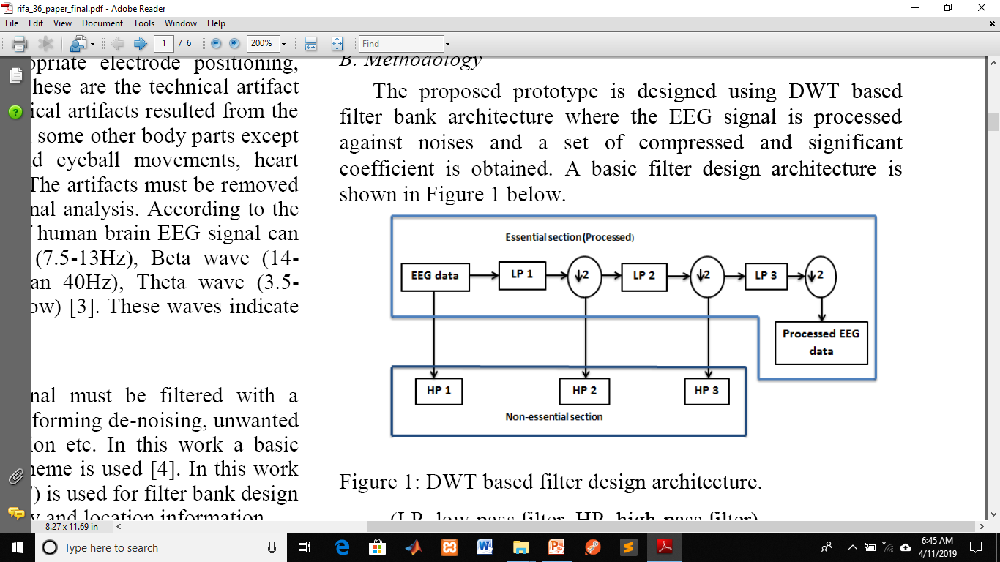 rifa_36_paper_final.pdf - Adobe Reader
File Edit View Document Tools Window Help
1 / 6 200% Find
opriate electrode positioning,
These are the technical artifact
ical artifacts resulted from the
some other body parts except
d eyeball movements, heart
The artifacts must be removed
nal analysis. According to the
human brain EEG signal can
(7.5-13Hz), Beta wave (14-
an 40Hz), Theta wave (3.5-
ow) [3]. These waves indicate
nal must be filtered with a
forming de-noising, unwanted
ion etc. In this work a basic
heme is used [4]. In this work
) is used for filter bank design
y and location information
B. Methodology
The proposed prototype is designed using DWT based
filter bank architecture where the EEG signal is processed
against noises and a set of compressed and significant
coefficient is obtained. A basic filter design architecture is
shown in Figure 1 below.
Essential section(Processed)
EEG data LP 1 ↓2 LP 2 ↓2 LP 3 ↓2
Processed EEG
data
HP 1 HP 2 HP 3
Non-essential section
Figure 1: DWT based filter design architecture.
(LP=low-pass filter, HP=high-pass filter)
8.27 x 11.69 in
Type here to search
6:45 AM
4/11/2019